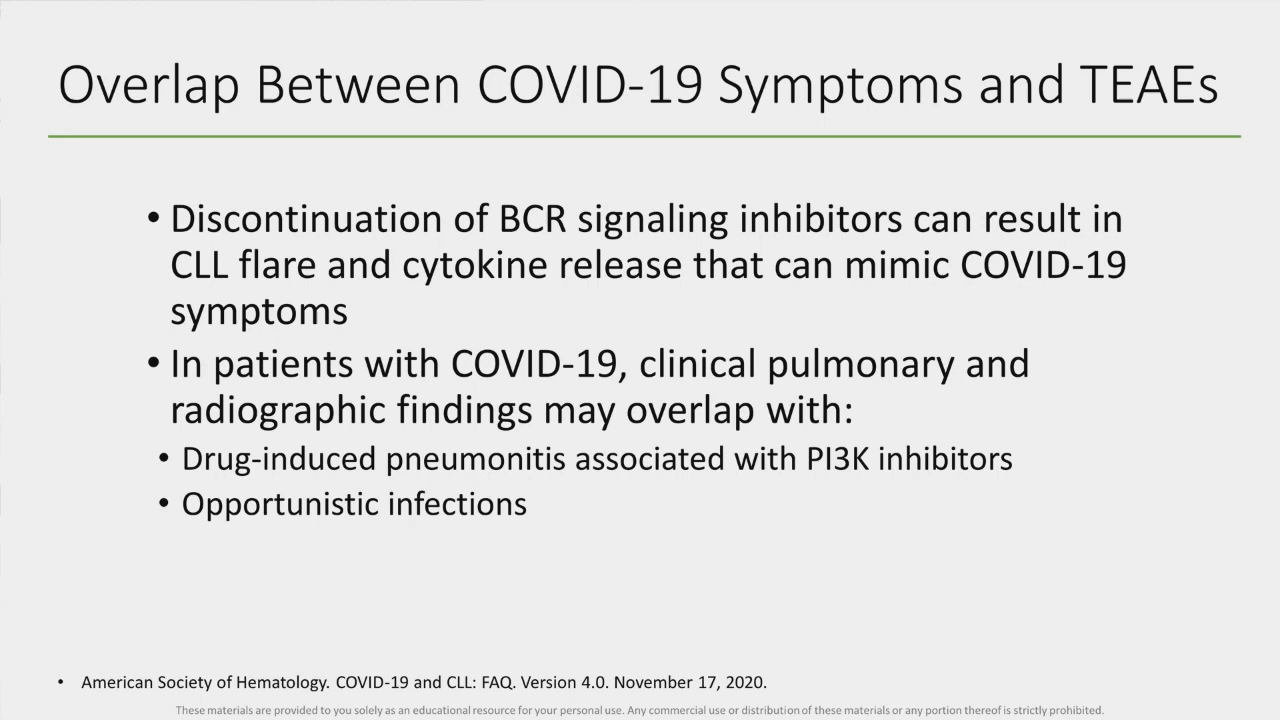 Overlap Between COVID-19 Symptoms and TEAEs
• Discontinuation of BCR signaling inhibitors can result in
CLL flare and cytokine release that can mimic COVID-19
symptoms
• In patients with COVID-19, clinical pulmonary and
radiographic findings may overlap with:
• Drug-induced pneumonitis associated with PI3K inhibitors
• Opportunistic infections
• American Society of Hematology. COVID-19 and CLL: FAQ. Version 4.0. November 17, 2020.
These materials are provided to you solely as an educational resource for your personal use. Any commercial use or distribution of these materials or any portion thereof is strictly prohibited.